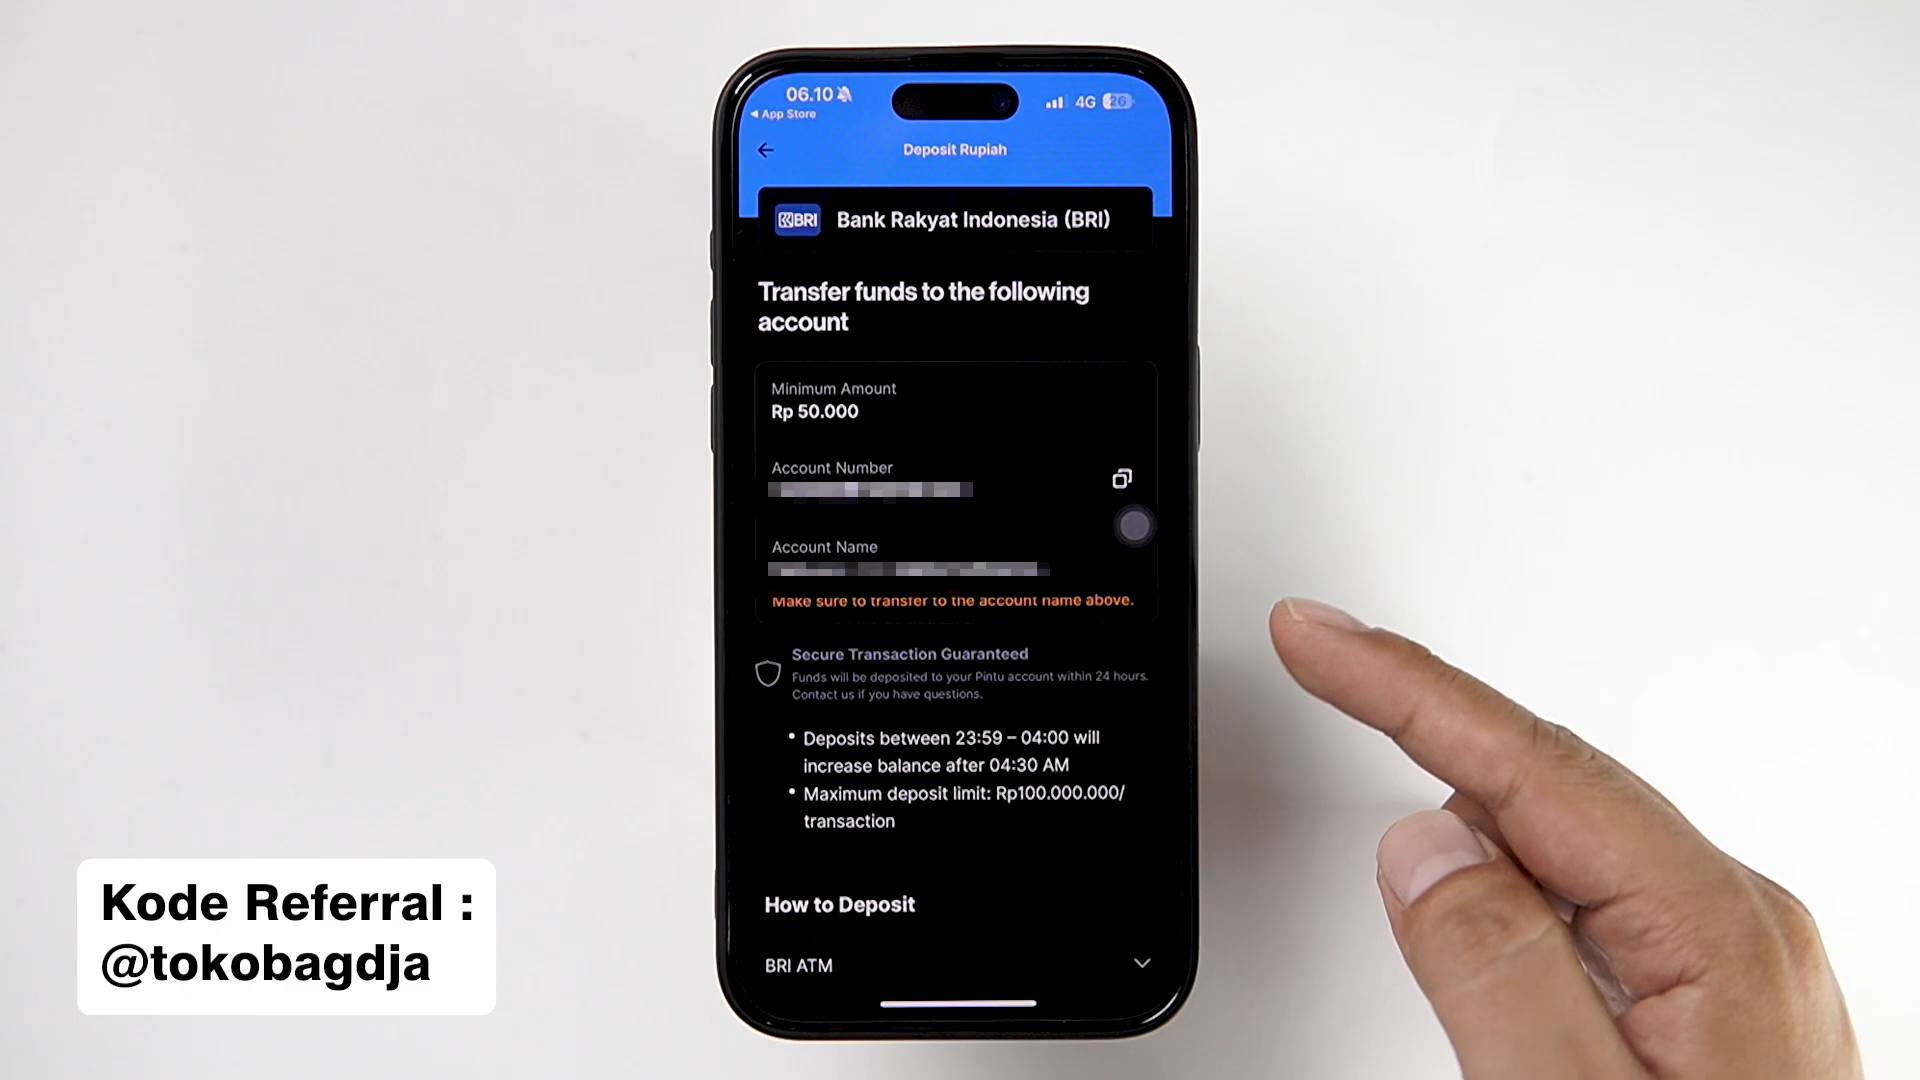 06.10
4G 26
App Store
Deposit Rupiah
BRI Bank Rakyat Indonesia (BRI)
Transfer funds to the following
account
Minimum Amount
Rp 50.000
Account Number
Account Name
Make sure to transfer to the account name above.
Secure Transaction Guaranteed
Funds will be deposited to your Pintu account within 24 hours.
Contact us if you have questions.
• Deposits between 23:59 – 04:00 will
increase balance after 04:30 AM
• Maximum deposit limit: Rp100.000.000/
transaction
How to Deposit
BRI ATM
Kode Referral :
@tokobagdja